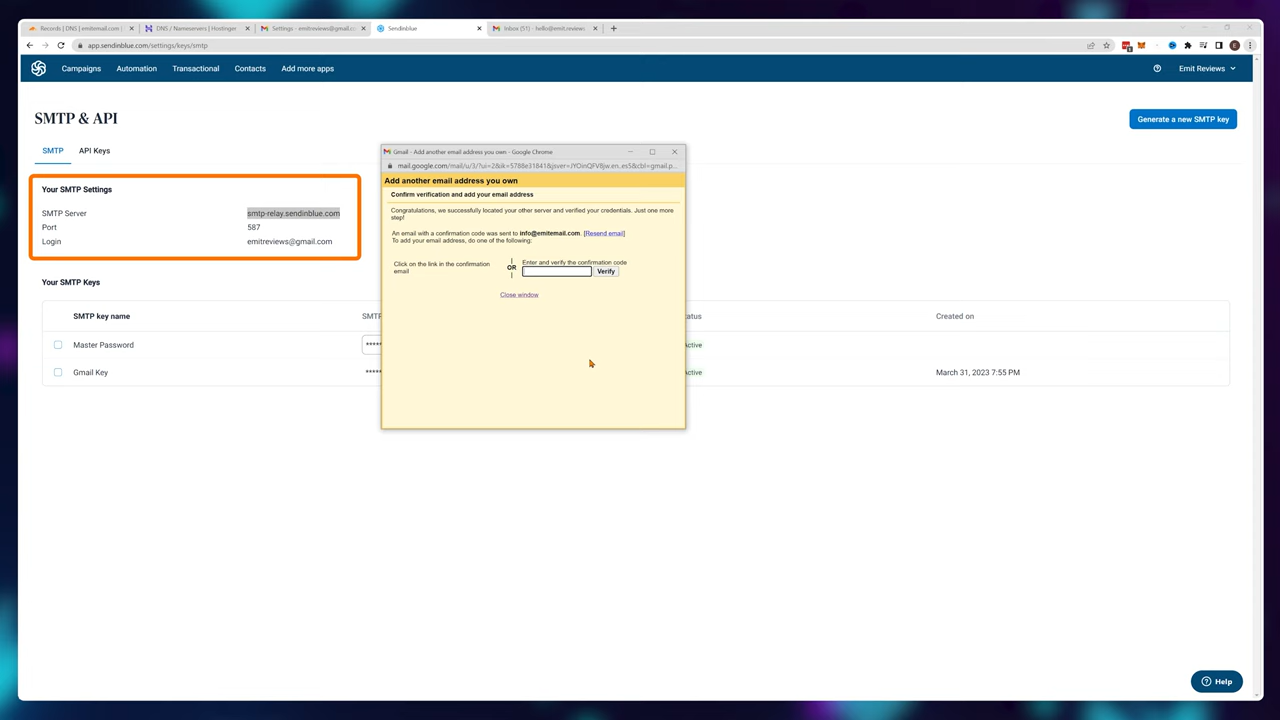 Records | DNS | emitemail.com |
DNS / Nameservers | Hostinger
Settings - emitreviews@gmail.c
Sendinblue
Inbox (51) - hello@emit.reviews
app.sendinblue.com/settings/keys/smtp
Campaigns
Automation
Transactional
Contacts
Add more apps
Emit Reviews
SMTP & API
Generate a new SMTP key
SMTP
API Keys
Your SMTP Settings
SMTP Server
smtp-relay.sendinblue.com
Port
587
Login
emitreviews@gmail.com
Gmail - Add another email address you own - Google Chrome
Add another email address you own
Confirm verification and add your email address
Congratulations, we successfully located your other server and verified your credentials. Just one more
step!
An email with a confirmation code was sent to info@emitemail.com. [Resend email]
To add your email address, do one of the following:
Click on the link in the confirmation
email
OR
Enter and verify the confirmation code
Verify
Close window
Your SMTP Keys
SMTP key name
SMTP
atus
Created on
Master Password
*****
Active
Gmail Key
*****
Active
March 31, 2023 7:55 PM
Help